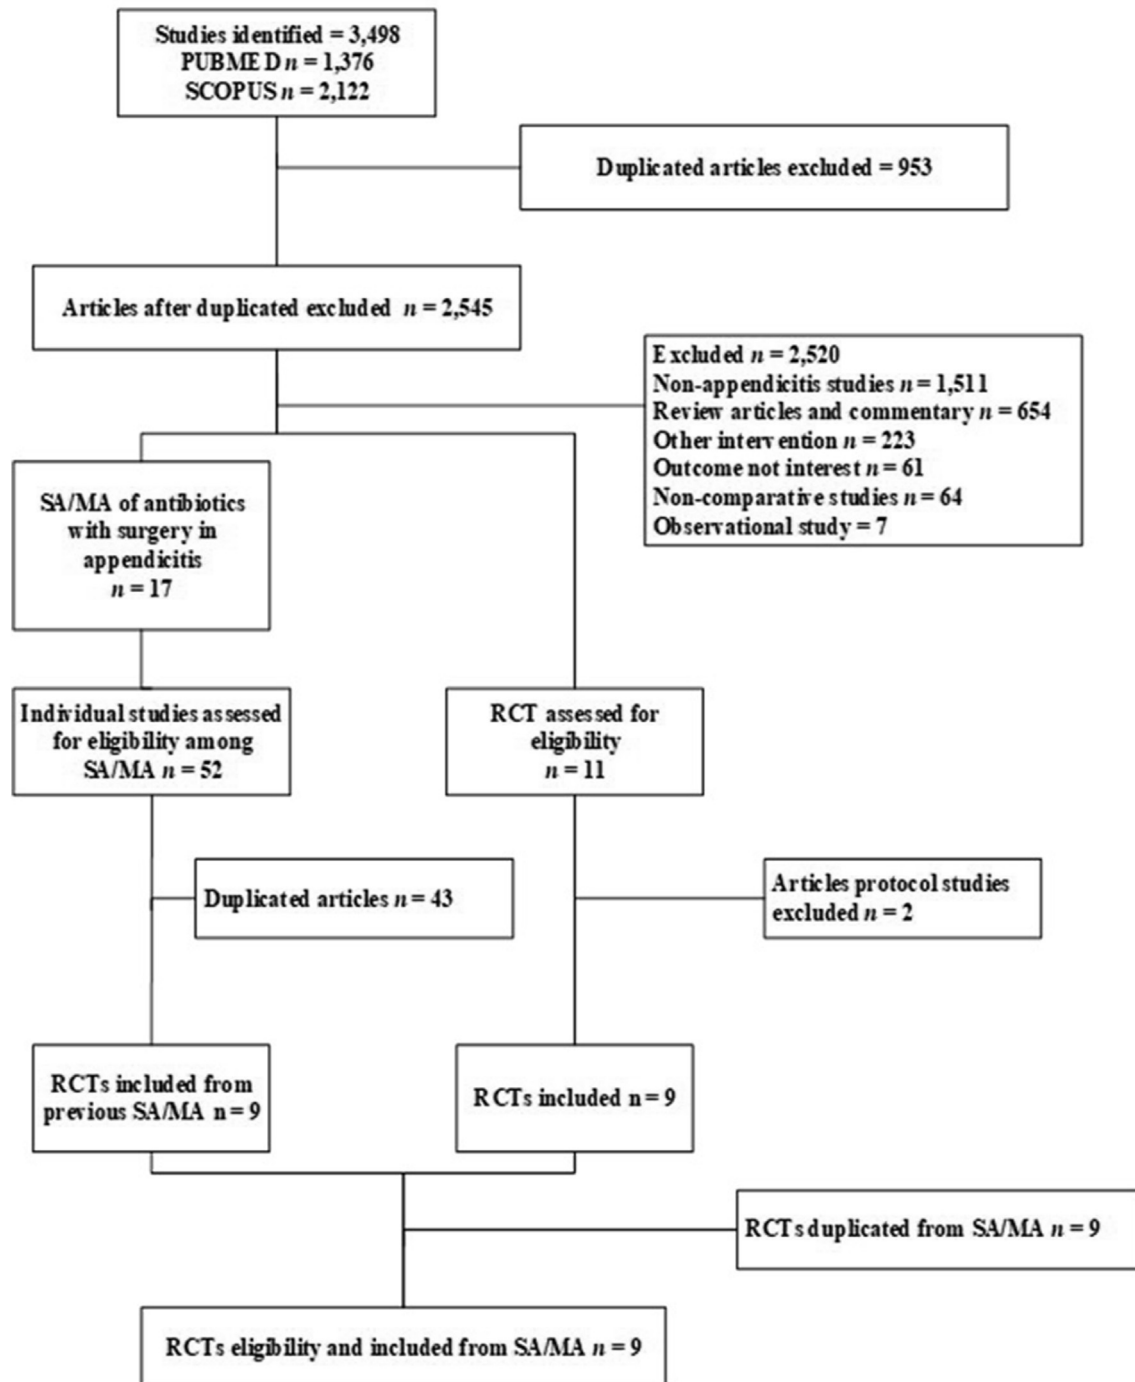 Studies identified = 3,498
PUBMED n = 1,376
SCOPUS n = 2,122
Duplicated articles excluded = 953
Articles after duplicated excluded n = 2,545
Excluded n = 2,520
Non-appendicitis studies n = 1,511
Review articles and commentary n = 654
Other intervention n = 223
Outcome not interest n = 61
Non-comparative studies n = 64
Observational study = 7
SA/MA of antibiotics
with surgery in
appendicitis
n = 17
Individual studies assessed
for eligibility among
SA/MA n = 52
RCT assessed for
eligibility
n = 11
Duplicated articles n = 43
Articles protocol studies
excluded n = 2
RCTs included from
previous SA/MA n = 9
RCTs included n = 9
RCTs duplicated from SA/MA n = 9
RCTs eligibility and included from SA/MA n = 9